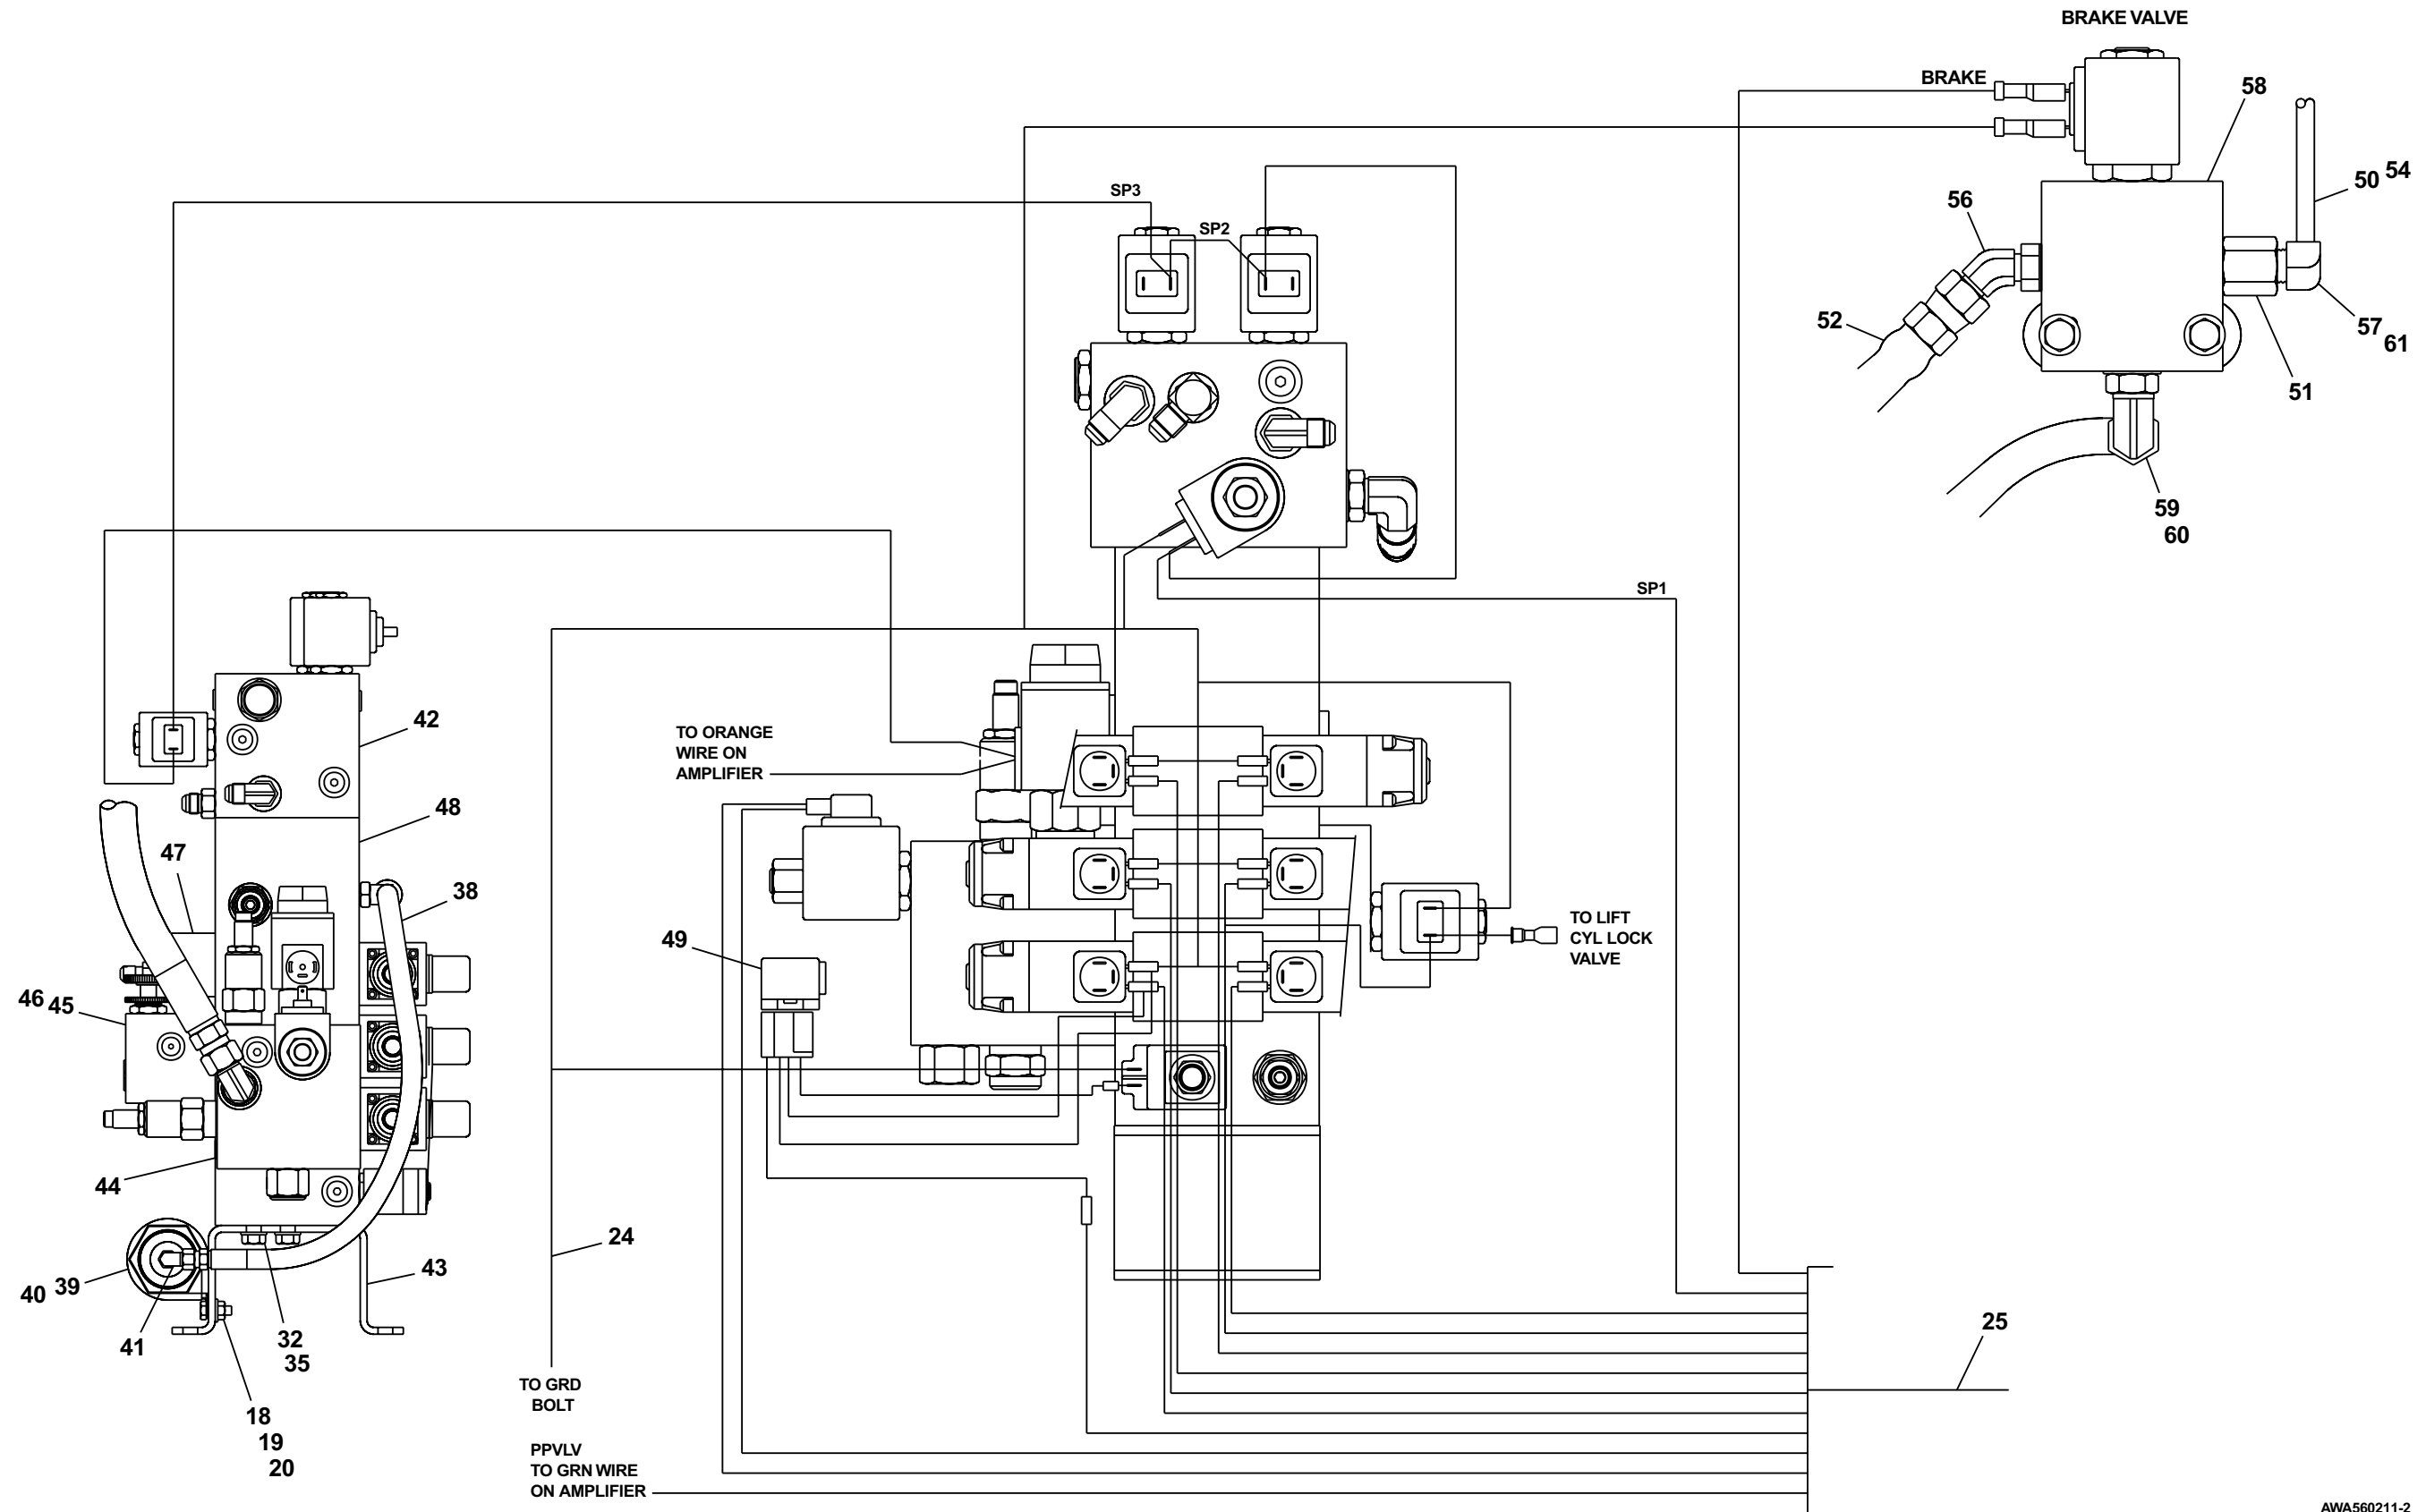 BRAKE VALVE
BRAKE
58
54
50
56
SP3
SP2
52
57
61
51
59
60
SP1
42
TO ORANGE
WIRE ON
AMPLIFIER
48
47
38
49
TO LIFT
CYL LOCK
VALVE
46 45
44
24
43
40 39
41
32
35
25
TO GRD
BOLT
18
19
20
PPVLV
TO GRN WIRE
ON AMPLIFIER
AWA560211-2